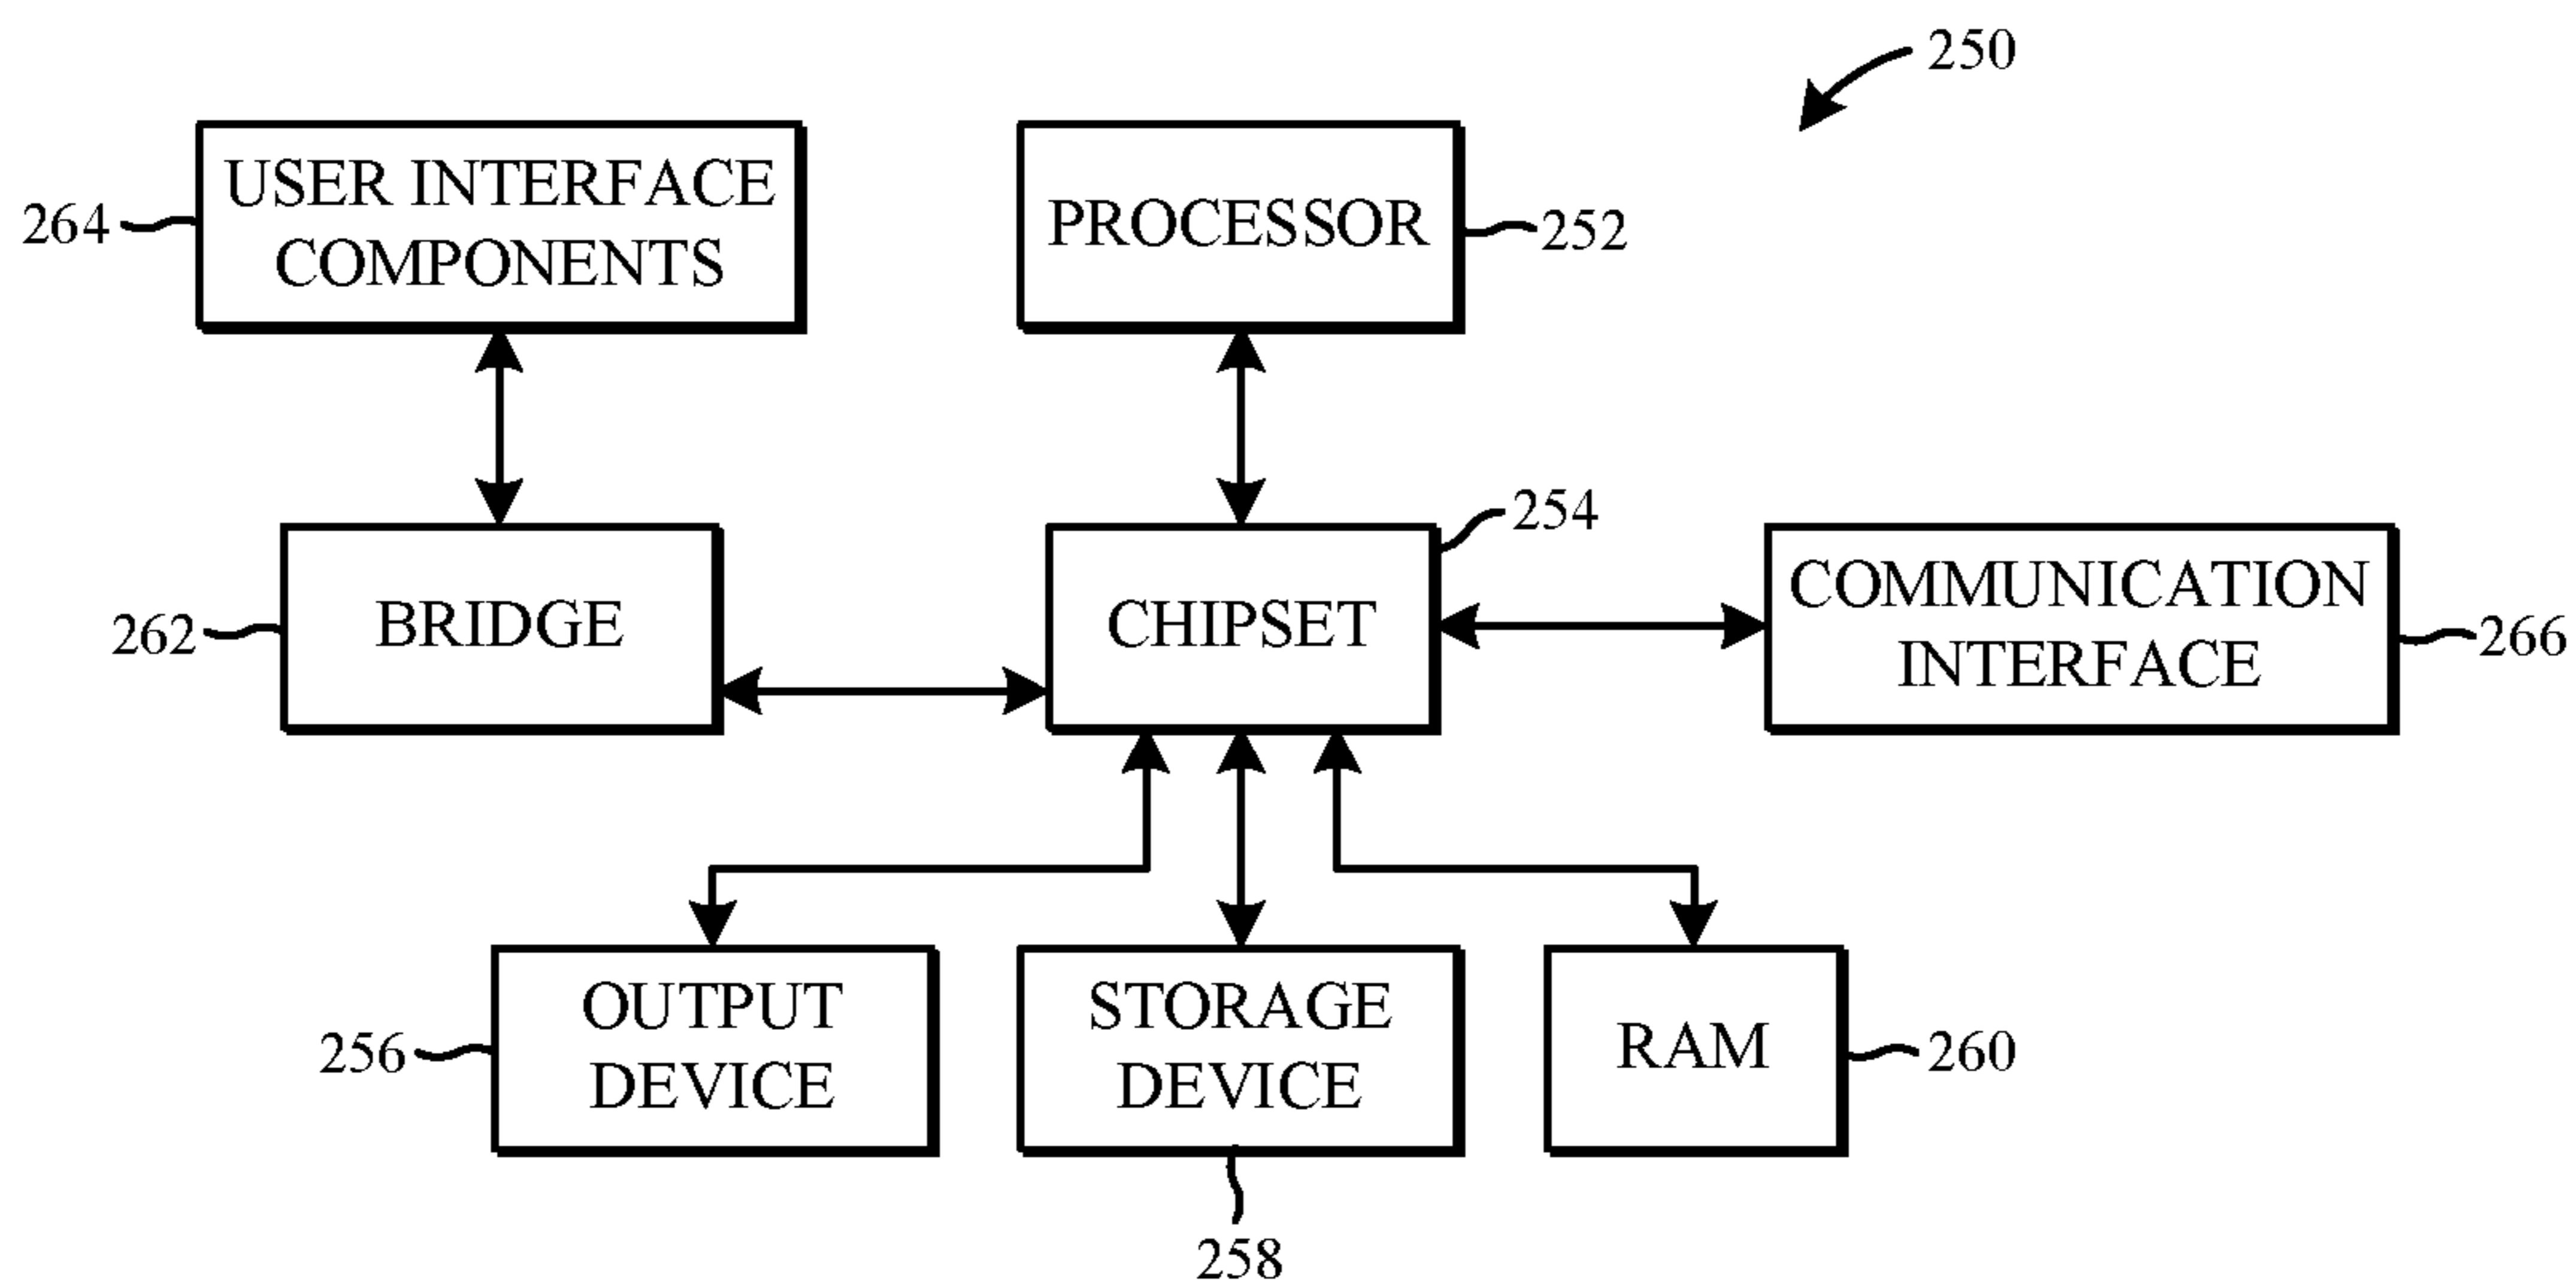 250
USER INTERFACE
COMPONENTS
264
PROCESSOR
252
254
BRIDGE
262
CHIPSET
COMMUNICATION
INTERFACE
266
OUTPUT
DEVICE
256
STORAGE
DEVICE
258
RAM
260